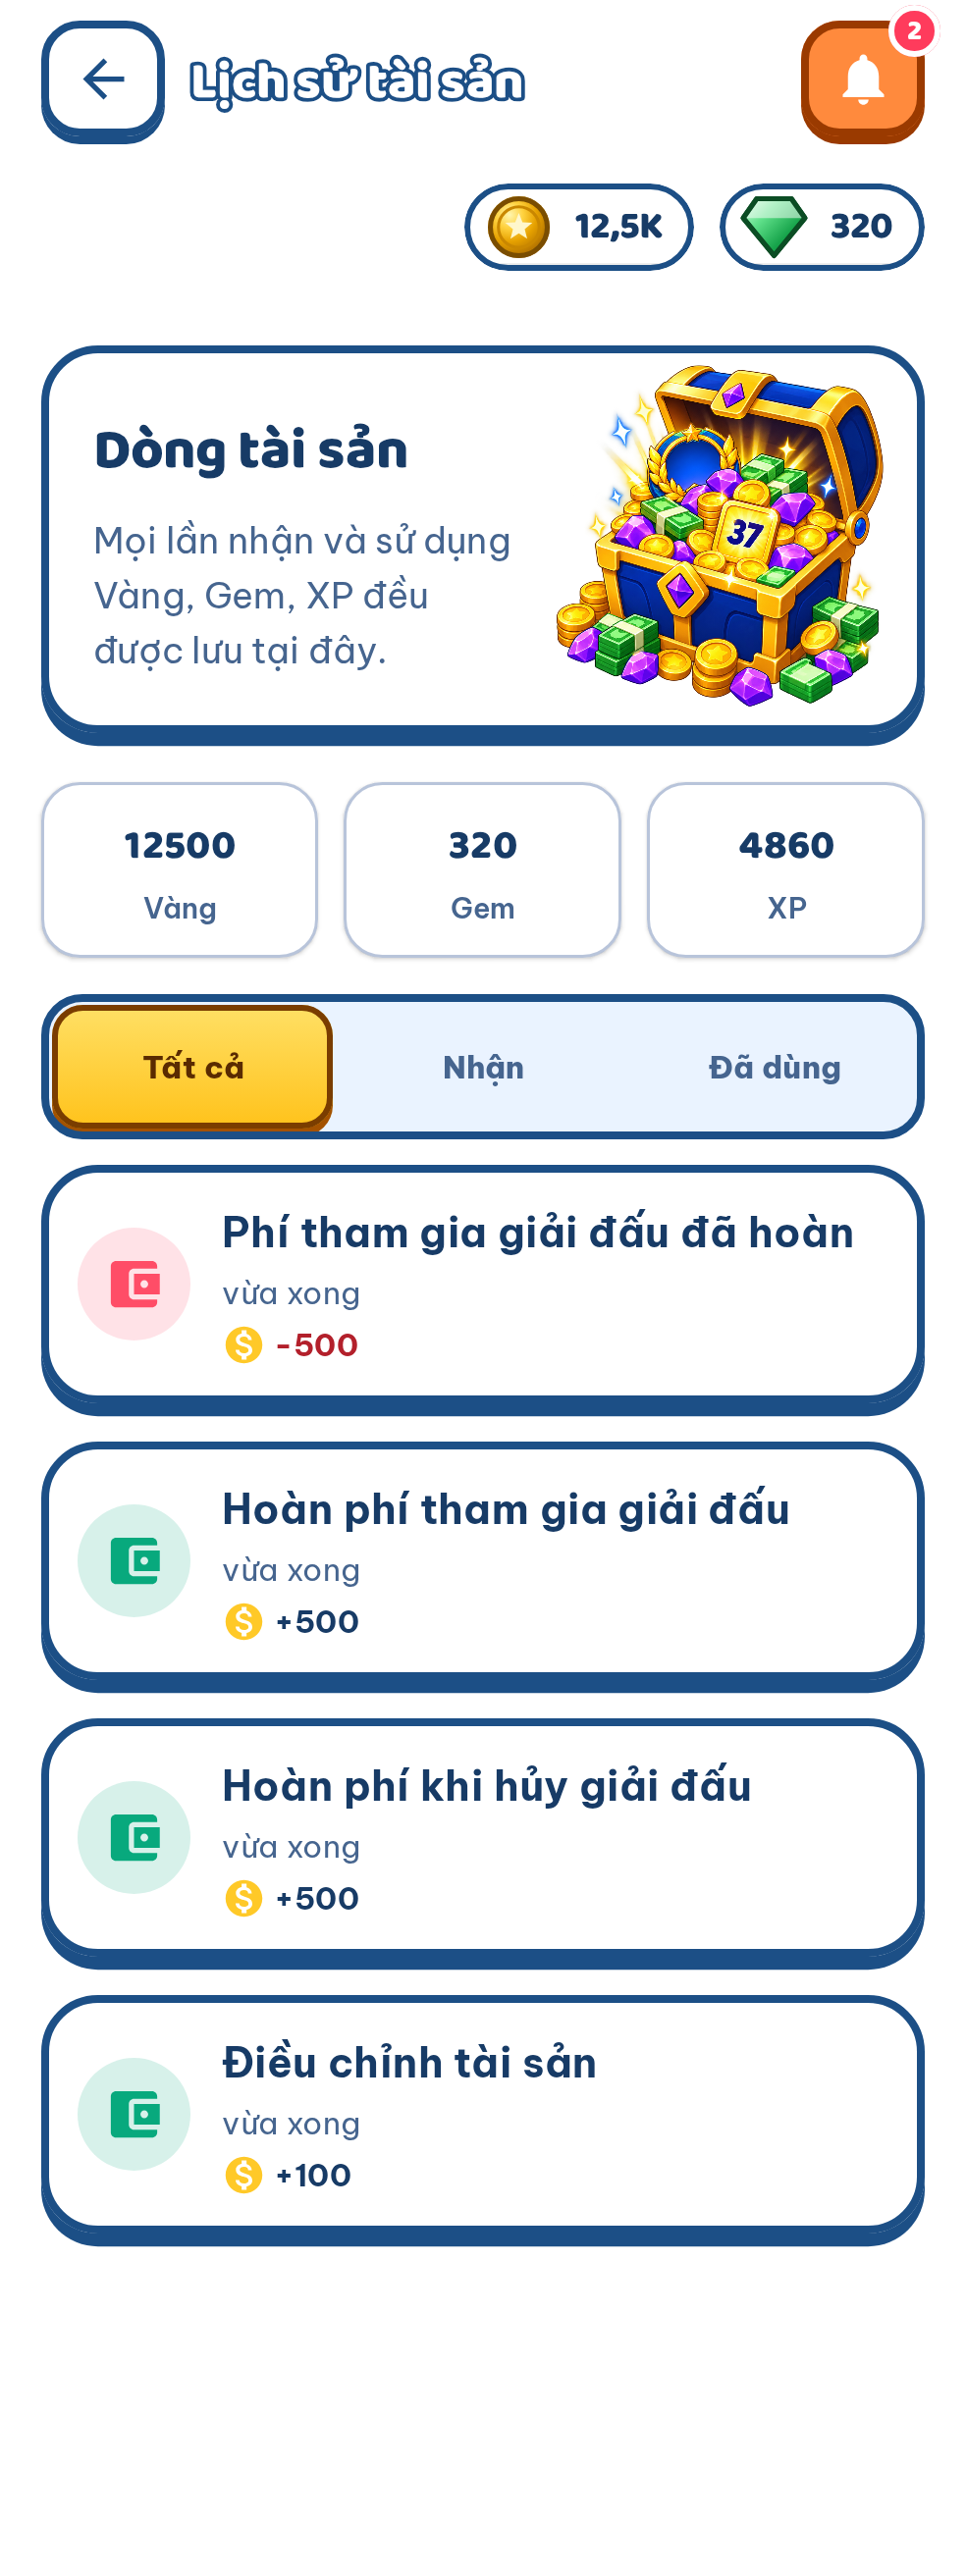 Lịch sử tài sản
2
12,5K
320
Dòng tài sản
Mọi lần nhận và sử dụng
Vàng, Gem, XP đều
được lưu tại đây.
37
12500
Vàng
320
Gem
4860
XP
Tất cả
Nhận
Đã dùng
Phí tham gia giải đấu đã hoàn
vừa xong
$ -500
Hoàn phí tham gia giải đấu
vừa xong
$ +500
Hoàn phí khi hủy giải đấu
vừa xong
$ +500
Điều chỉnh tài sản
vừa xong
$ +100